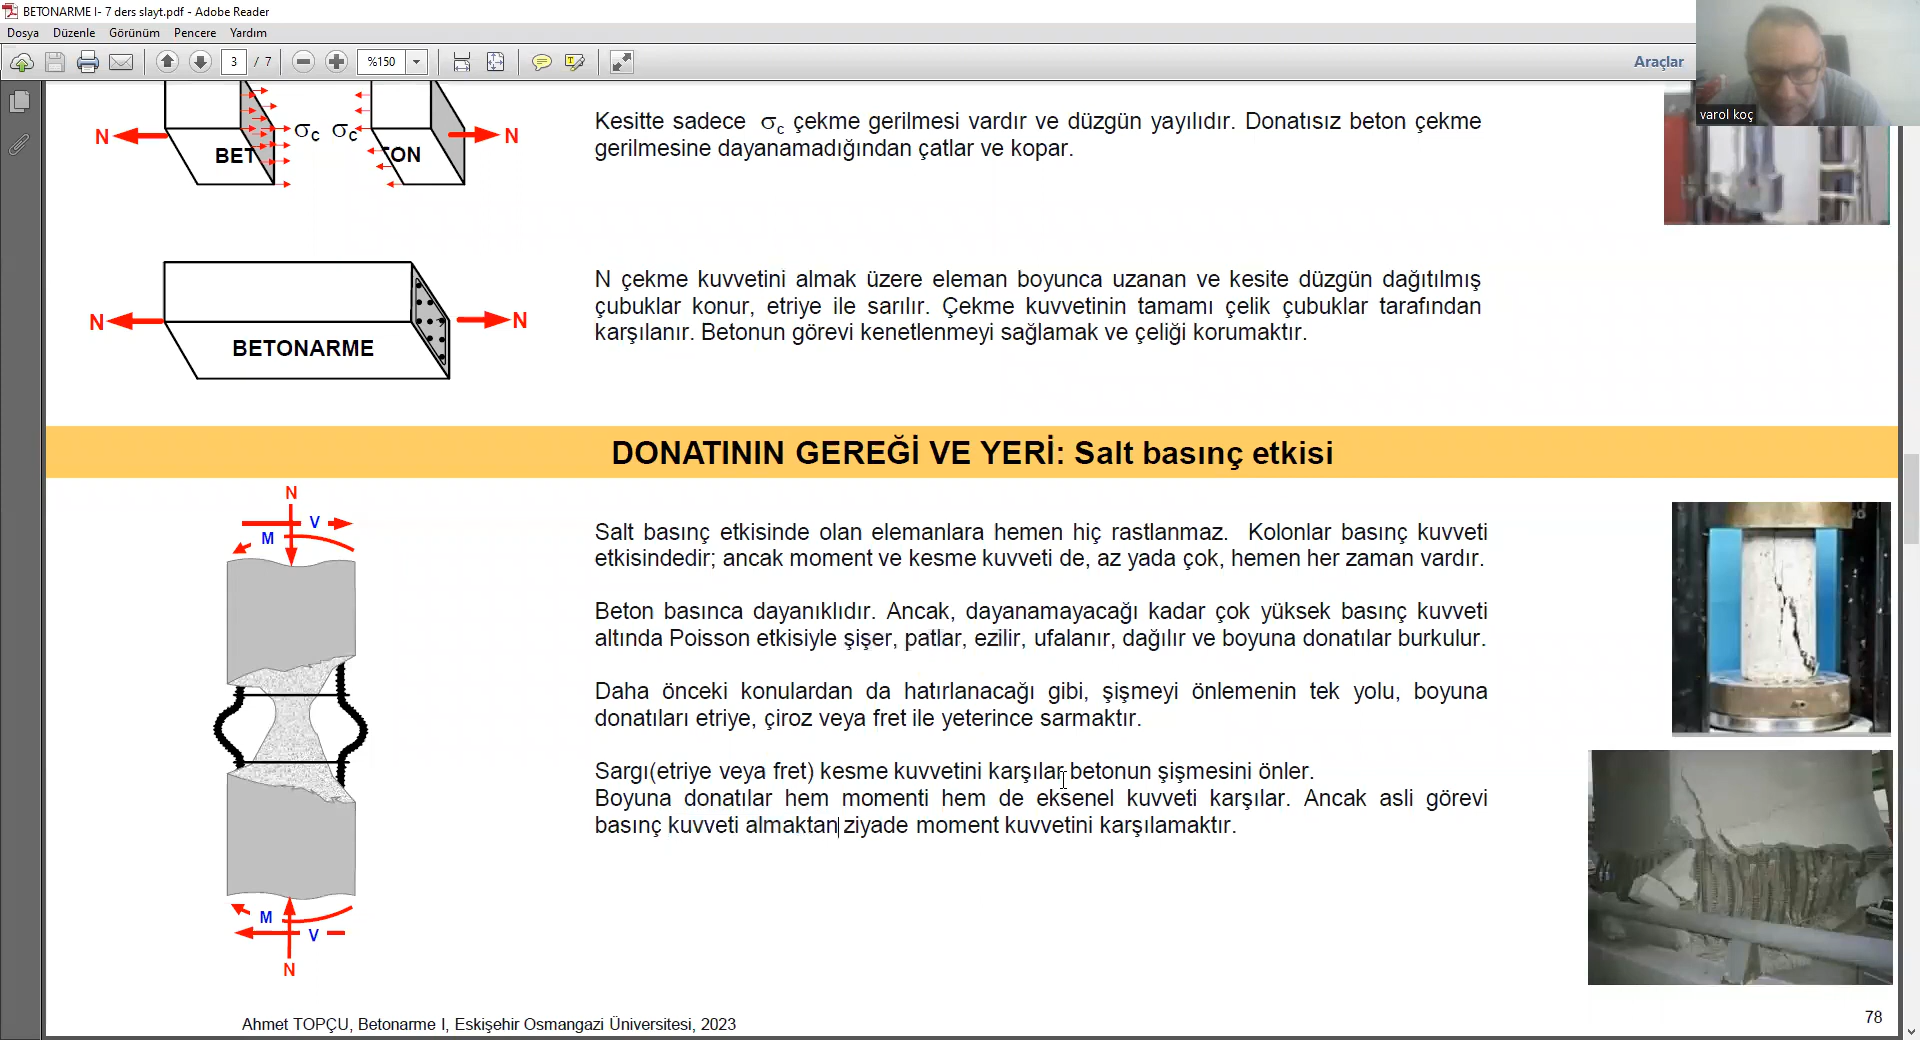 BETONARME I- 7 ders slayt.pdf - Adobe Reader
Dosya Düzenle Görünüm Pencere Yardım
3 / 7 %150 Araçlar
varol koç
N BET σc σc TON N
Kesitte sadece σc çekme gerilmesi vardır ve düzgün yayılıdır. Donatısız beton çekme
gerilmesine dayanamadığından çatlar ve kopar.
N BETONARME N
N çekme kuvvetini almak üzere eleman boyunca uzanan ve kesite düzgün dağıtılmış
çubuklar konur, etriye ile sarılır. Çekme kuvvetinin tamamı çelik çubuklar tarafından
karşılanır. Betonun görevi kenetlenmeyi sağlamak ve çeliği korumaktır.
DONATININ GEREĞİ VE YERİ: Salt basınç etkisi
N
V
M
Salt basınç etkisinde olan elemanlara hemen hiç rastlanmaz. Kolonlar basınç kuvveti
etkisindedir; ancak moment ve kesme kuvveti de, az yada çok, hemen her zaman vardır.
Beton basınca dayanıklıdır. Ancak, dayanamayacağı kadar çok yüksek basınç kuvveti
altında Poisson etkisiyle şişer, patlar, ezilir, ufalanır, dağılır ve boyuna donatılar burkulur.
Daha önceki konulardan da hatırlanacağı gibi, şişmeyi önlemenin tek yolu, boyuna
donatıları etriye, çiroz veya fret ile yeterince sarmaktır.
Sargı(etriye veya fret) kesme kuvvetini karşılar betonun şişmesini önler.
Boyuna donatılar hem momenti hem de eksenel kuvveti karşılar. Ancak asli görevi
basınç kuvveti almaktan ziyade moment kuvvetini karşılamaktır.
M
V
N
Ahmet TOPÇU, Betonarme I, Eskişehir Osmangazi Üniversitesi, 2023
78